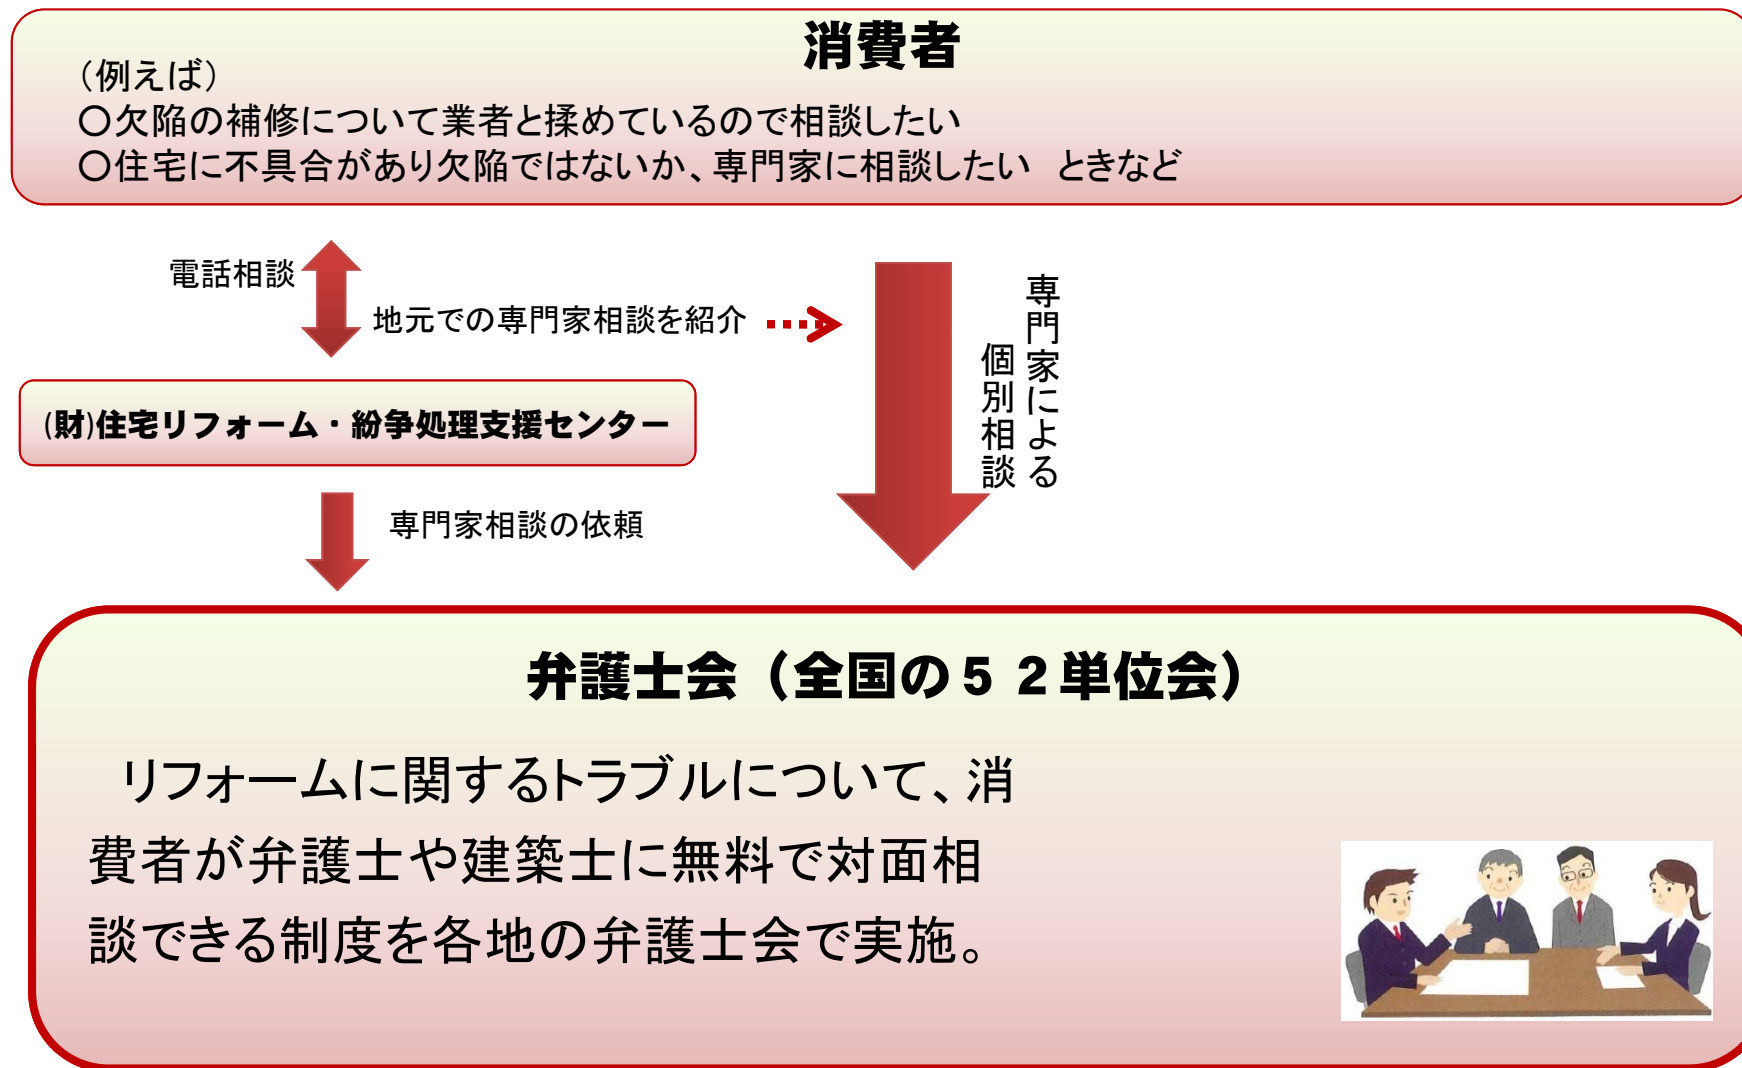 消費者
（例えば）
○欠陥の補修について業者と揉めているので相談したい
○住宅に不具合があり欠陥ではないか、専門家に相談したい　ときなど
電話相談
地元での専門家相談を紹介
専門家による
個別相談
(財)住宅リフォーム・紛争処理支援センター
専門家相談の依頼
弁護士会（全国の５２単位会）
リフォームに関するトラブルについて、消
費者が弁護士や建築士に無料で対面相
談できる制度を各地の弁護士会で実施。